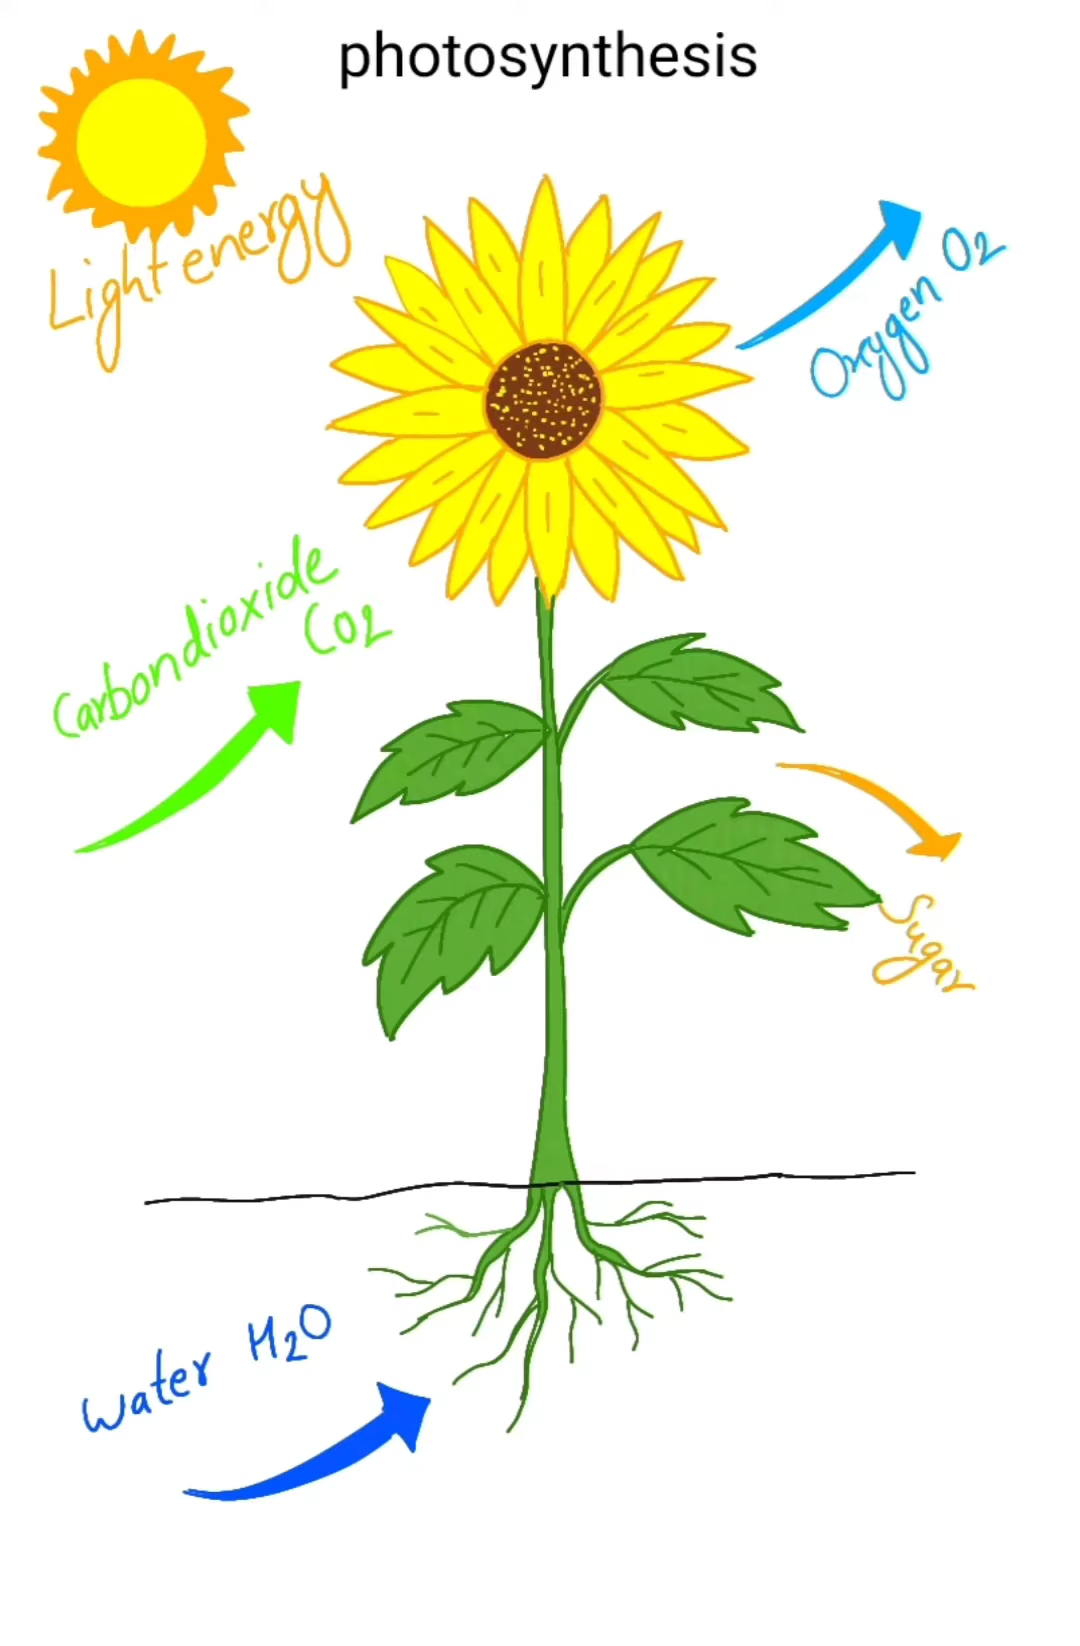 photosynthesis
Light energy
Oxygen O2
Carbondioxide
CO2
Sugar
water H2O